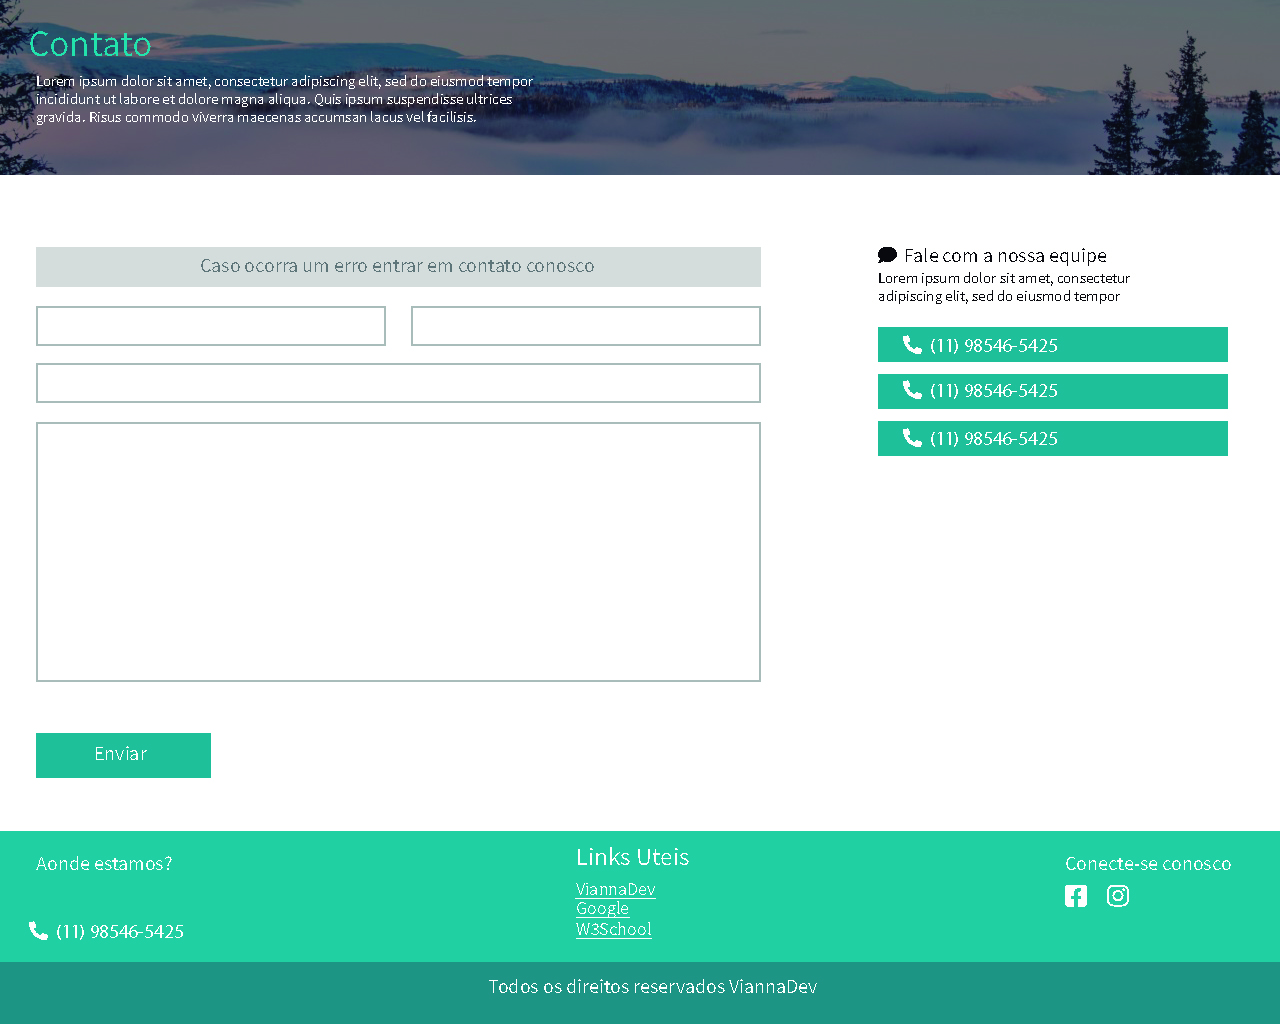 Contato
Lorem ipsum dolor sit amet, consectetur adipiscing elit, sed do eiusmod tempor
incididunt ut labore et dolore magna aliqua. Quis ipsum suspendisse ultrices
gravida. Risus commodo viverra maecenas accumsan lacus vel facilisis.
Caso ocorra um erro entrar em contato conosco
Fale com a nossa equipe
Lorem ipsum dolor sit amet, consectetur
adipiscing elit, sed do eiusmod tempor
(11) 98546-5425
(11) 98546-5425
(11) 98546-5425
Enviar
Aonde estamos?
(11) 98546-5425
Links Uteis
ViannaDev
Google
W3School
Conecte-se conosco
Todos os direitos reservados ViannaDev